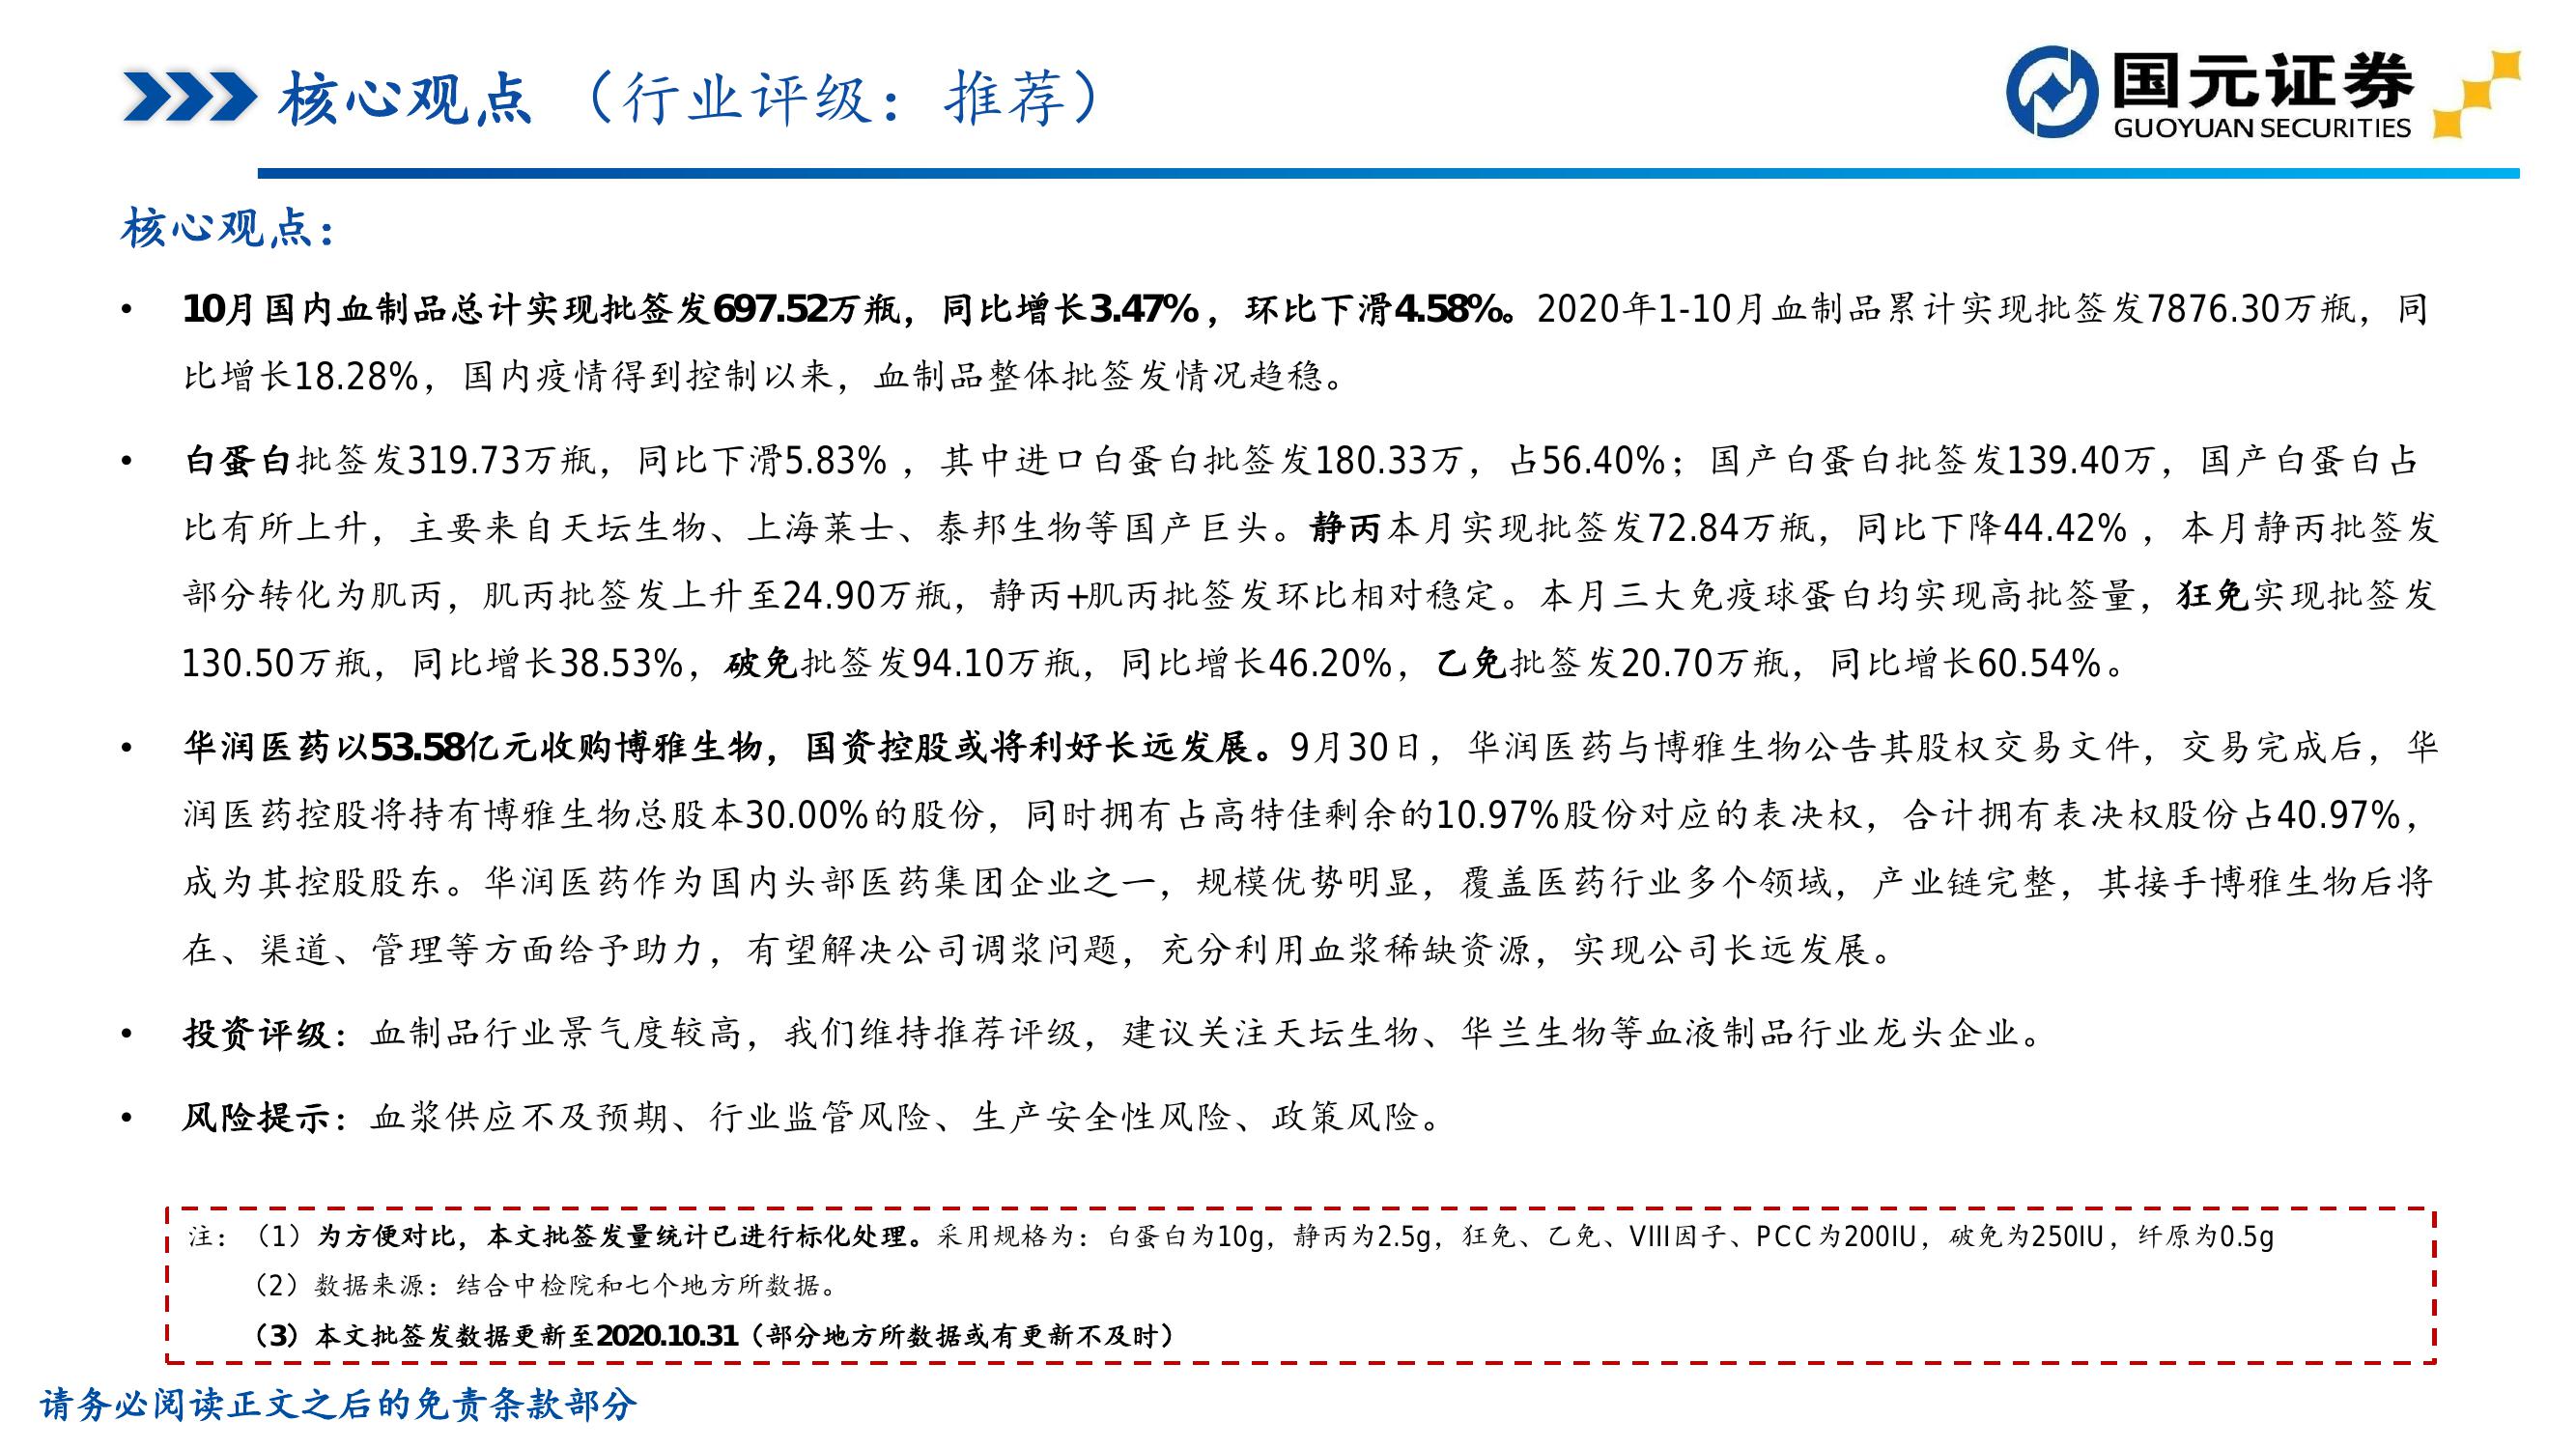 核心观点（行业评级：推荐）
国元证券
GUOYUAN SECURITIES
核心观点：
• 10月国内血制品总计实现批签发697.52万瓶，同比增长3.47%，环比下滑4.58%。2020年1-10月血制品累计实现批签发7876.30万瓶，同
比增长18.28%，国内疫情得到控制以来，血制品整体批签发情况趋稳。
• 白蛋白批签发319.73万瓶，同比下滑5.83%，其中进口白蛋白批签发180.33万，占56.40%；国产白蛋白批签发139.40万，国产白蛋白占
比有所上升，主要来自天坛生物、上海莱士、泰邦生物等国产巨头。静丙本月实现批签发72.84万瓶，同比下降44.42%，本月静丙批签发
部分转化为肌丙，肌丙批签发上升至24.90万瓶，静丙+肌丙批签发环比相对稳定。本月三大免疫球蛋白均实现高批签量，狂免实现批签发
130.50万瓶，同比增长38.53%，破免批签发94.10万瓶，同比增长46.20%，乙免批签发20.70万瓶，同比增长60.54%。
• 华润医药以53.58亿元收购博雅生物，国资控股或将利好长远发展。9月30日，华润医药与博雅生物公告其股权交易文件，交易完成后，华
润医药控股将持有博雅生物总股本30.00%的股份，同时拥有占高特佳剩余的10.97%股份对应的表决权，合计拥有表决权股份占40.97%，
成为其控股股东。华润医药作为国内头部医药集团企业之一，规模优势明显，覆盖医药行业多个领域，产业链完整，其接手博雅生物后将
在、渠道、管理等方面给予助力，有望解决公司调浆问题，充分利用血浆稀缺资源，实现公司长远发展。
• 投资评级：血制品行业景气度较高，我们维持推荐评级，建议关注天坛生物、华兰生物等血液制品行业龙头企业。
• 风险提示：血浆供应不及预期、行业监管风险、生产安全性风险、政策风险。
注：（1）为方便对比，本文批签发量统计已进行标化处理。采用规格为：白蛋白为10g，静丙为2.5g，狂免、乙免、VIII因子、PCC为200IU，破免为250IU，纤原为0.5g
（2）数据来源：结合中检院和七个地方所数据。
（3）本文批签发数据更新至2020.10.31（部分地方所数据或有更新不及时）
请务必阅读正文之后的免责条款部分